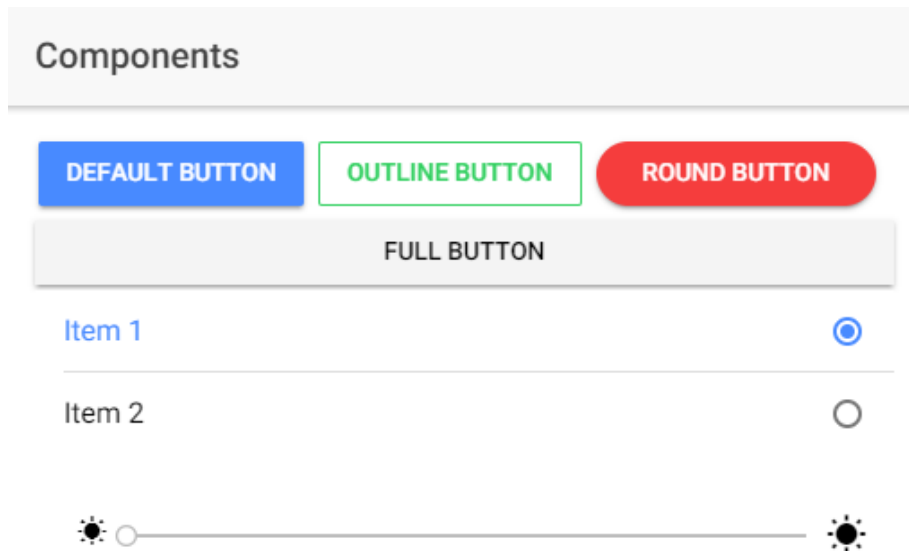 Components
DEFAULT BUTTON OUTLINE BUTTON ROUND BUTTON
FULL BUTTON
Item 1
Item 2